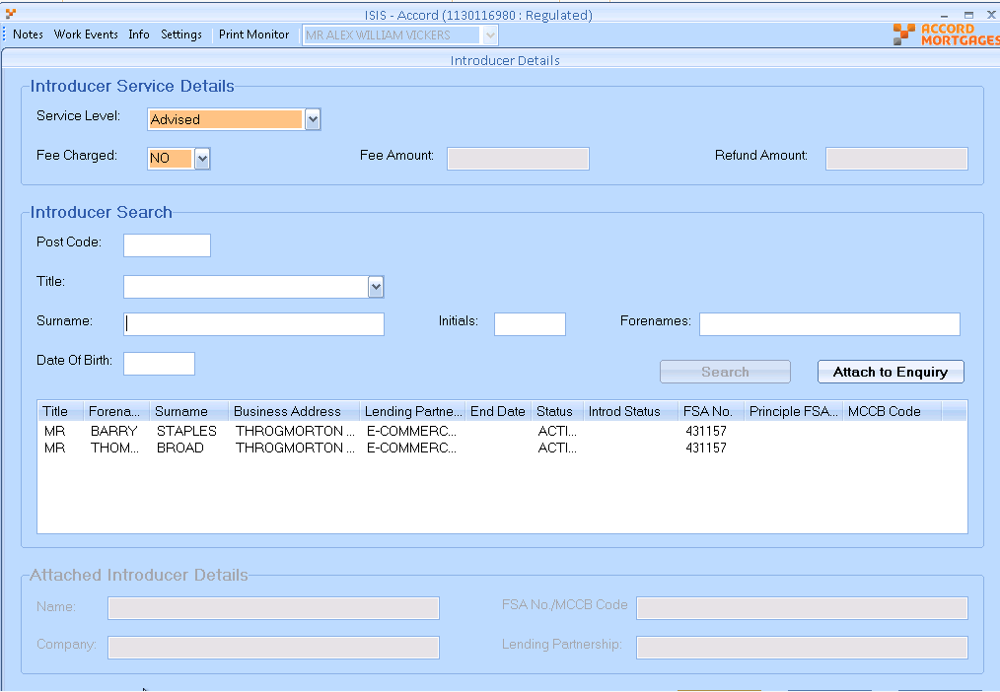 ISIS - Accord (1130116980 : Regulated)
Notes Work Events Info Settings Print Monitor MR ALEX WILLIAM VICKERS
ACCORD
MORTGAGES
Introducer Details
Introducer Service Details
Service Level: Advised
Fee Charged: NO Fee Amount: Refund Amount:
Introducer Search
Post Code:
Title:
Surname: Initials: Forenames:
Date Of Birth:
Search Attach to Enquiry
Title Forena... Surname Business Address Lending Partne... End Date Status Introd Status FSA No. Principle FSA... MCCB Code
MR BARRY STAPLES THROGMORTON ... E-COMMERC... ACTI... 431157
MR THOM... BROAD THROGMORTON ... E-COMMERC... ACTI... 431157
Attached Introducer Details
Name: FSA No./MCCB Code
Company: Lending Partnership: